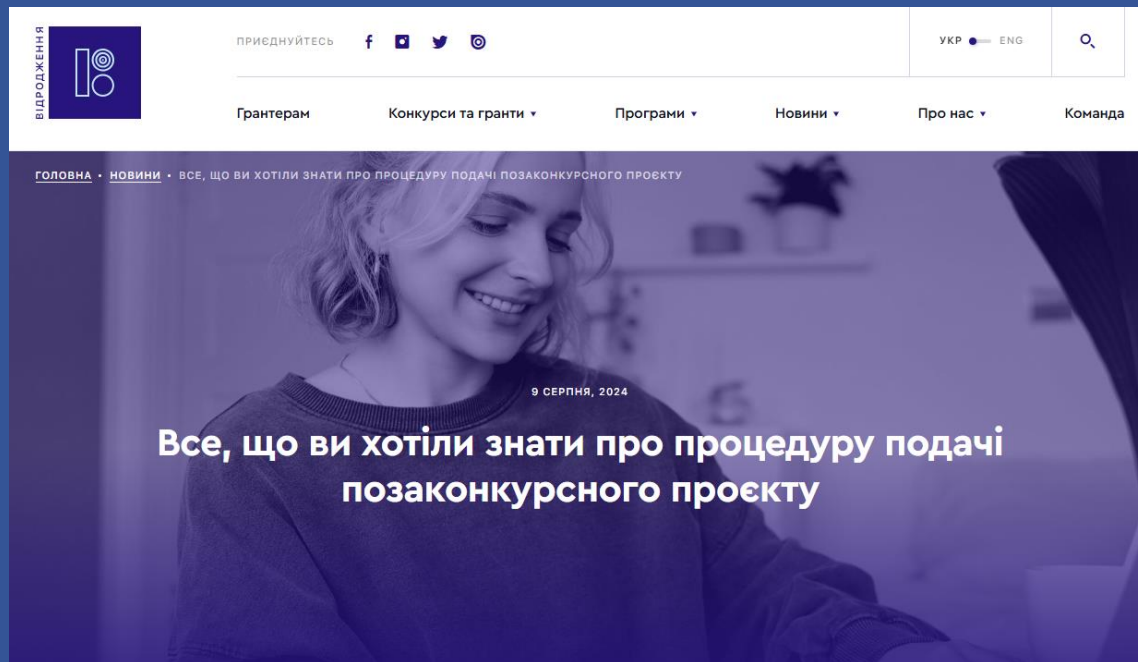 ВІДРОДЖЕННЯ
ПРИЄДНУЙТЕСЬ
УКР ENG
Грантерам Конкурси та гранти Програми Новини Про нас Команда
ГОЛОВНА • НОВИНИ • ВСЕ, ЩО ВИ ХОТІЛИ ЗНАТИ ПРО ПРОЦЕДУРУ ПОДАЧІ ПОЗАКОНКУРСНОГО ПРОЄКТУ
9 СЕРПНЯ, 2024
Все, що ви хотіли знати про процедуру подачі
позаконкурсного проєкту